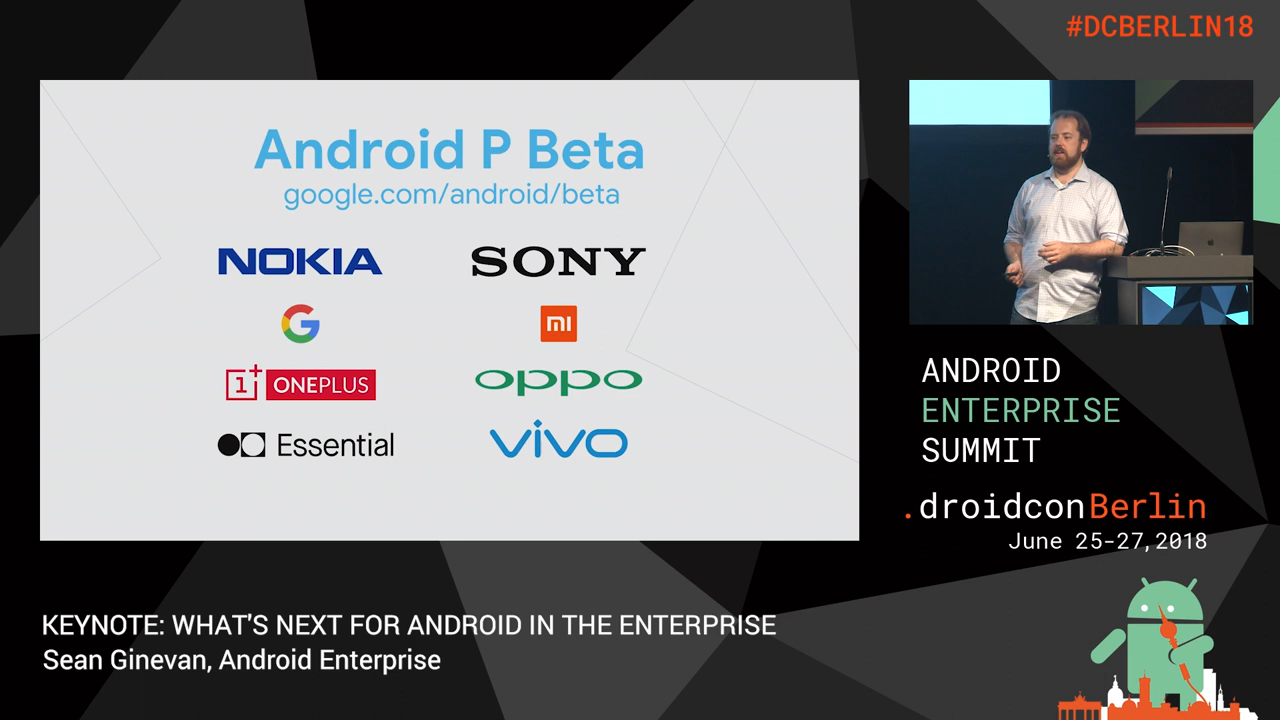 #DCBERLIN18
Android P Beta
google.com/android/beta
NOKIA
SONY
G
mi
1+ ONEPLUS
oppo
Essential
vivo
ANDROID
ENTERPRISE
SUMMIT
.droidconBerlin
June 25-27, 2018
KEYNOTE: WHAT'S NEXT FOR ANDROID IN THE ENTERPRISE
Sean Ginevan, Android Enterprise